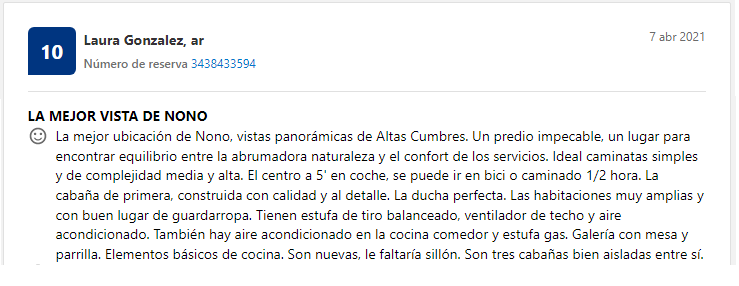 10
Laura Gonzalez, ar
7 abr 2021
Número de reserva 3438433594
LA MEJOR VISTA DE NONO
La mejor ubicación de Nono, vistas panorámicas de Altas Cumbres. Un predio impecable, un lugar para
encontrar equilibrio entre la abrumadora naturaleza y el confort de los servicios. Ideal caminatas simples
y de complejidad media y alta. El centro a 5' en coche, se puede ir en bici o caminado 1/2 hora. La
cabaña de primera, construida con calidad y al detalle. La ducha perfecta. Las habitaciones muy amplias y
con buen lugar de guardarropa. Tienen estufa de tiro balanceado, ventilador de techo y aire
acondicionado. También hay aire acondicionado en la cocina comedor y estufa gas. Galería con mesa y
parrilla. Elementos básicos de cocina. Son nuevas, le faltaría sillón. Son tres cabañas bien aisladas entre sí.